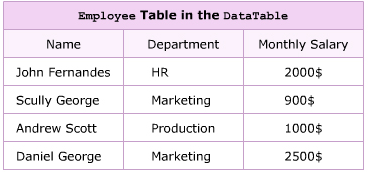 Employee Table in the DataTable
Name Department Monthly Salary
John Fernandes HR 2000$
Scully George Marketing 900$
Andrew Scott Production 1000$
Daniel George Marketing 2500$